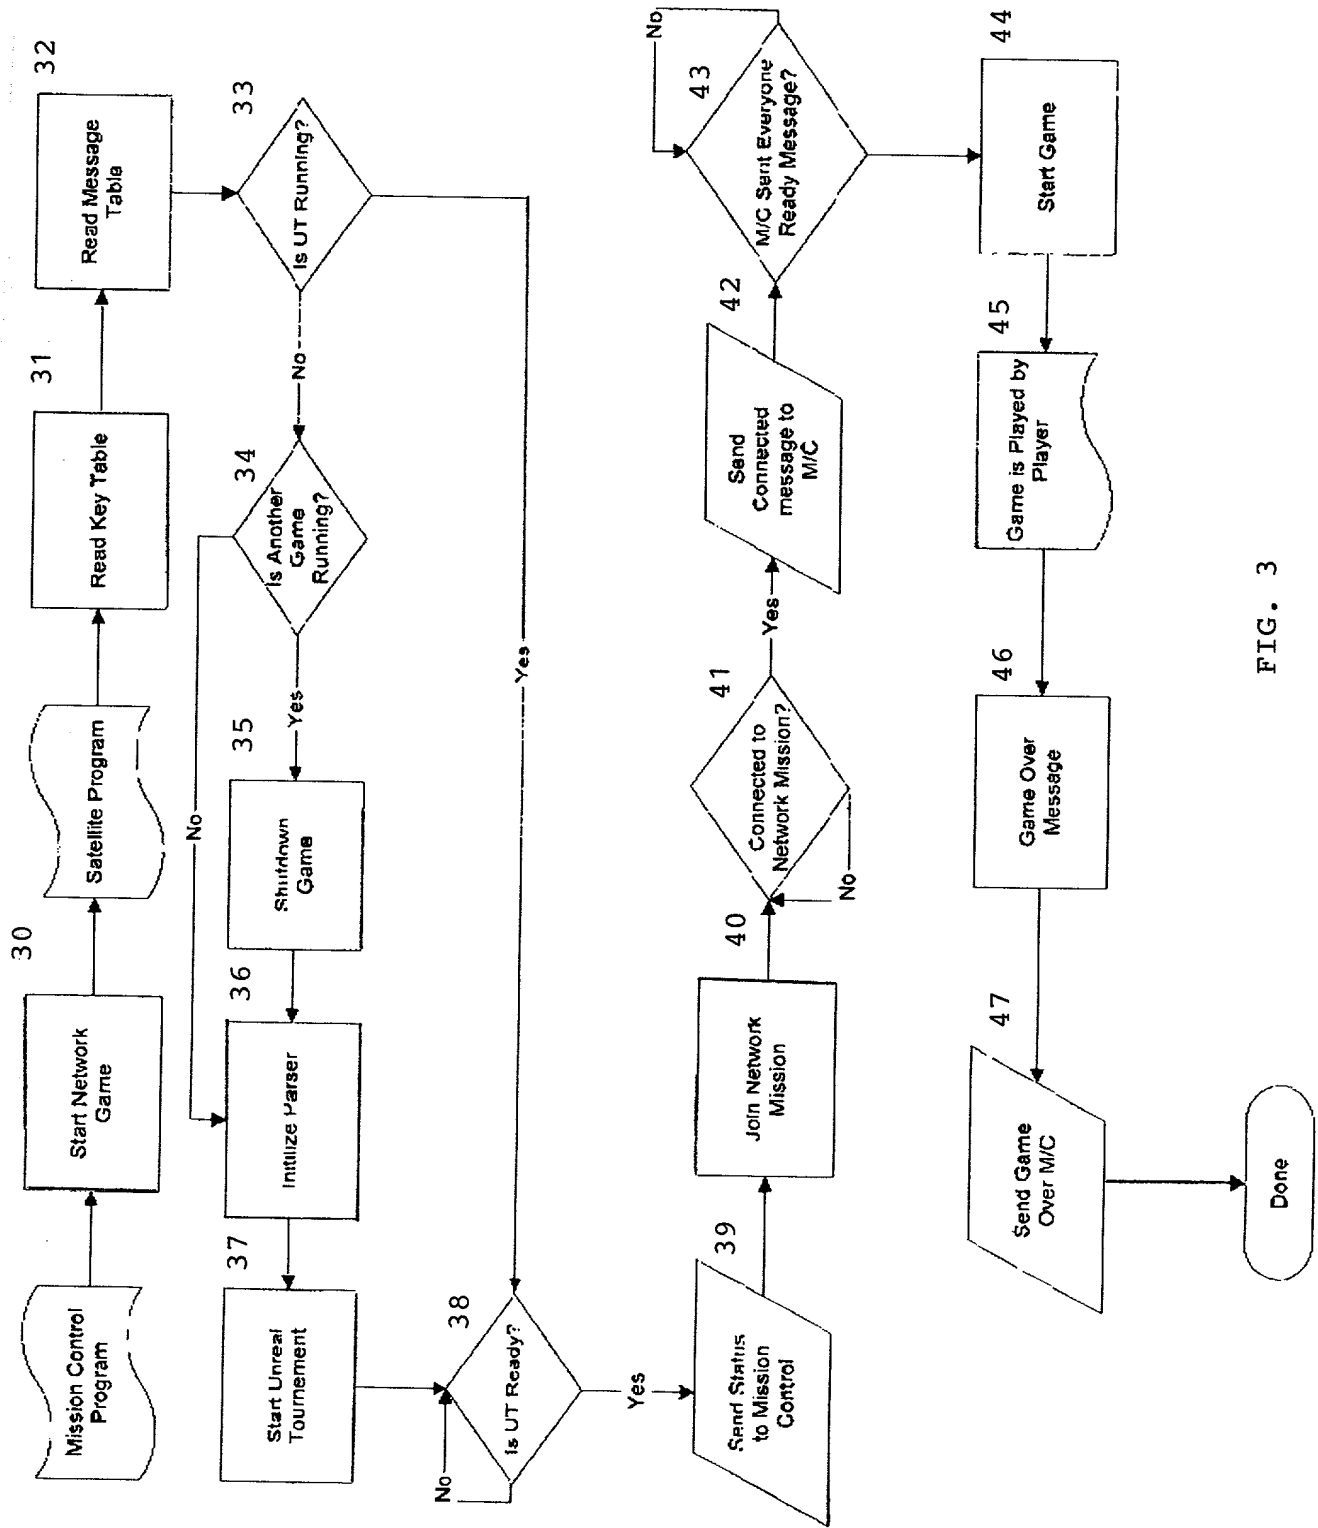 Mission Control
Program
Start Network
Game
30
Satellite Program
Read Key Table
31
Read Message
Table
32
Is UT Running?
33
No
Yes
Is Another
Game
Running?
34
No
Yes
Shutdown
Game
35
Initilize Parser
36
Start Unreal
Tournement
37
Is UT Ready?
38
No
Yes
Send Status
to Mission
Control
39
Join Network
Mission
40
Connected to
Network Mission?
41
No
Yes
Send
Connected
message to
M/C
42
M/C Sent Everyone
Ready Message?
43
No
Start Game
44
Game is Played by
Player
45
Game Over
Message
46
Send Game
Over M/C
47
Done
FIG. 3